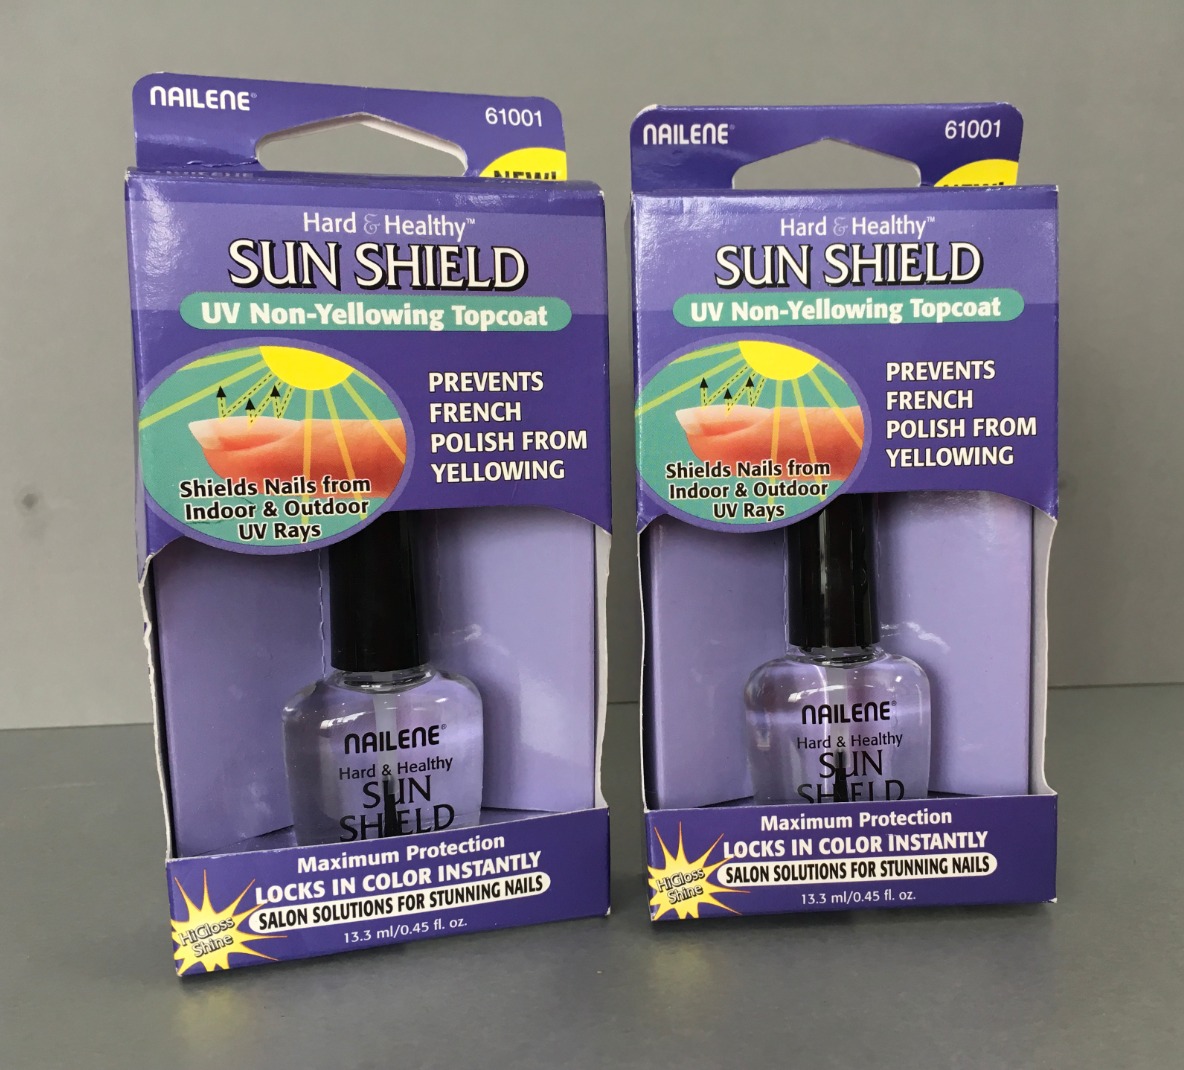 NAILENE®
61001
NEW!
Hard & Healthy™
SUN SHIELD
UV Non-Yellowing Topcoat
PREVENTS
FRENCH
POLISH FROM
YELLOWING
Shields Nails from
Indoor & Outdoor
UV Rays
NAILENE®
Hard & Healthy
SUN
SHIELD
Maximum Protection
LOCKS IN COLOR INSTANTLY
SALON SOLUTIONS FOR STUNNING NAILS
HiGloss
Shine
13.3 ml/0.45 fl. oz.
NAILENE®
61001
NEW!
Hard & Healthy™
SUN SHIELD
UV Non-Yellowing Topcoat
PREVENTS
FRENCH
POLISH FROM
YELLOWING
Shields Nails from
Indoor & Outdoor
UV Rays
NAILENE®
Hard & Healthy
SUN
SHIELD
Maximum Protection
LOCKS IN COLOR INSTANTLY
SALON SOLUTIONS FOR STUNNING NAILS
HiGloss
Shine
13.3 ml/0.45 fl. oz.